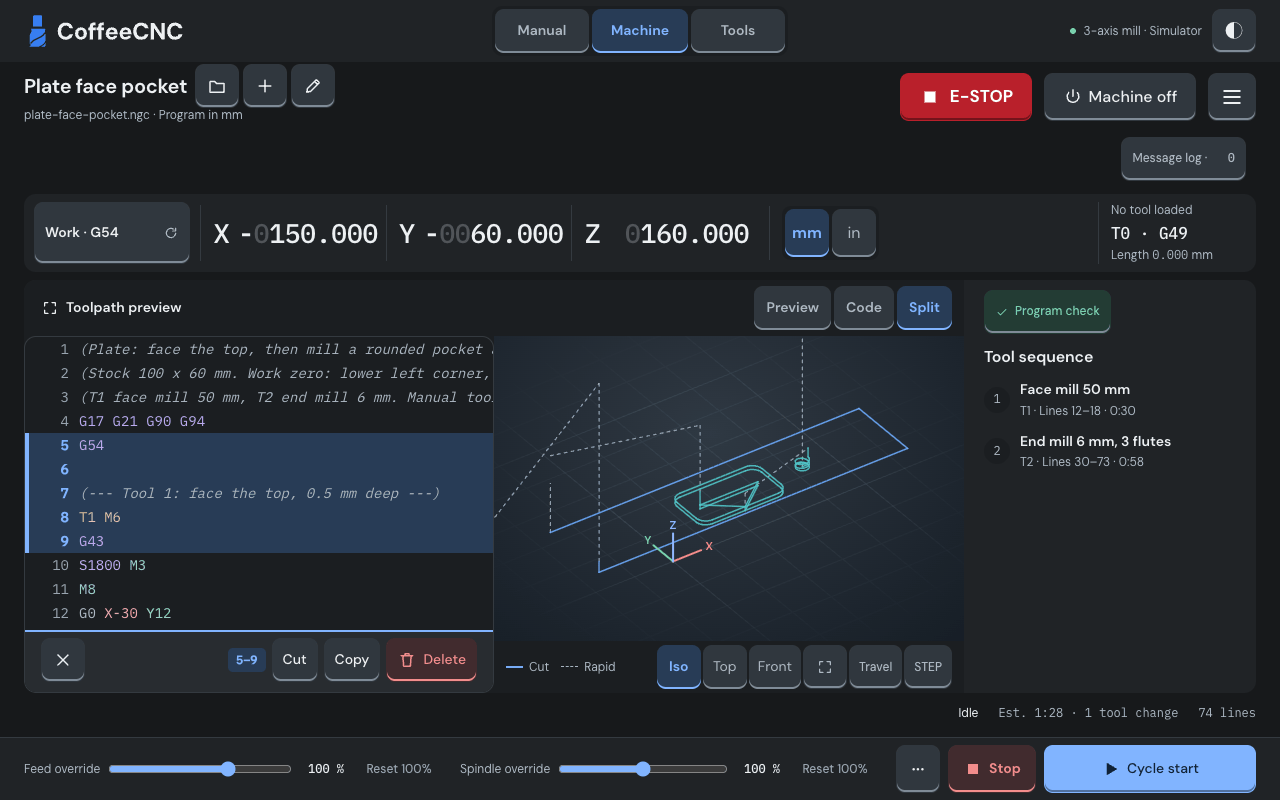 CoffeeCNC
Manual Machine Tools
3-axis mill · Simulator
Plate face pocket
plate-face-pocket.ngc · Program in mm
E-STOP
Machine off
Message log · 0
Work · G54
X -0150.000
Y -0060.000
Z 0160.000
mm in
No tool loaded
T0 · G49
Length 0.000 mm
Toolpath preview
Preview Code Split
1 (Plate: face the top, then mill a rounded pocket
2 (Stock 100 x 60 mm. Work zero: lower left corner,
3 (T1 face mill 50 mm, T2 end mill 6 mm. Manual too
4 G17 G21 G90 G94
5 G54
6
7 (--- Tool 1: face the top, 0.5 mm deep ---)
8 T1 M6
9 G43
10 S1800 M3
11 M8
12 G0 X-30 Y12
5–9 Cut Copy Delete
Z
Y
X
Cut Rapid
Iso Top Front Travel STEP
Program check
Tool sequence
1 Face mill 50 mm
T1 · Lines 12–18 · 0:30
2 End mill 6 mm, 3 flutes
T2 · Lines 30–73 · 0:58
Idle Est. 1:28 · 1 tool change 74 lines
Feed override 100 % Reset 100%
Spindle override 100 % Reset 100%
··· Stop Cycle start